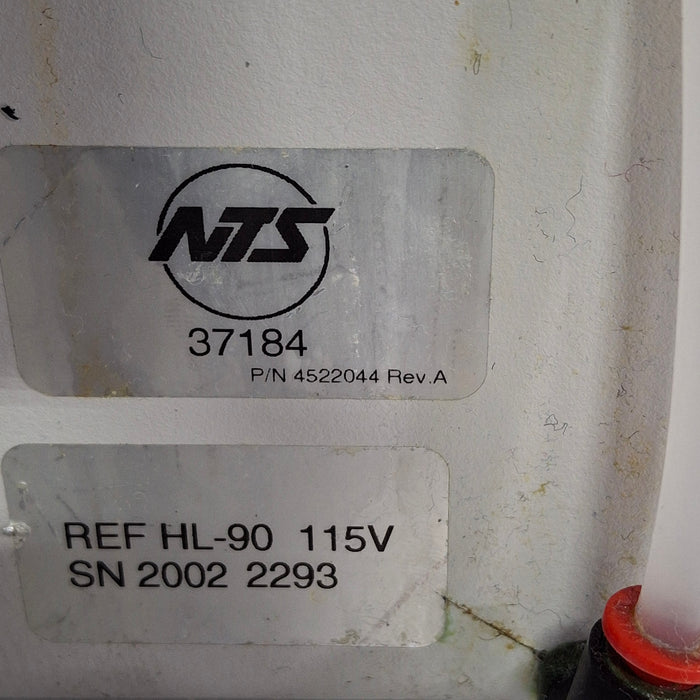 NTS
37184
P/N 4522044 Rev.A
REF HL-90 115V
SN 2002 2293